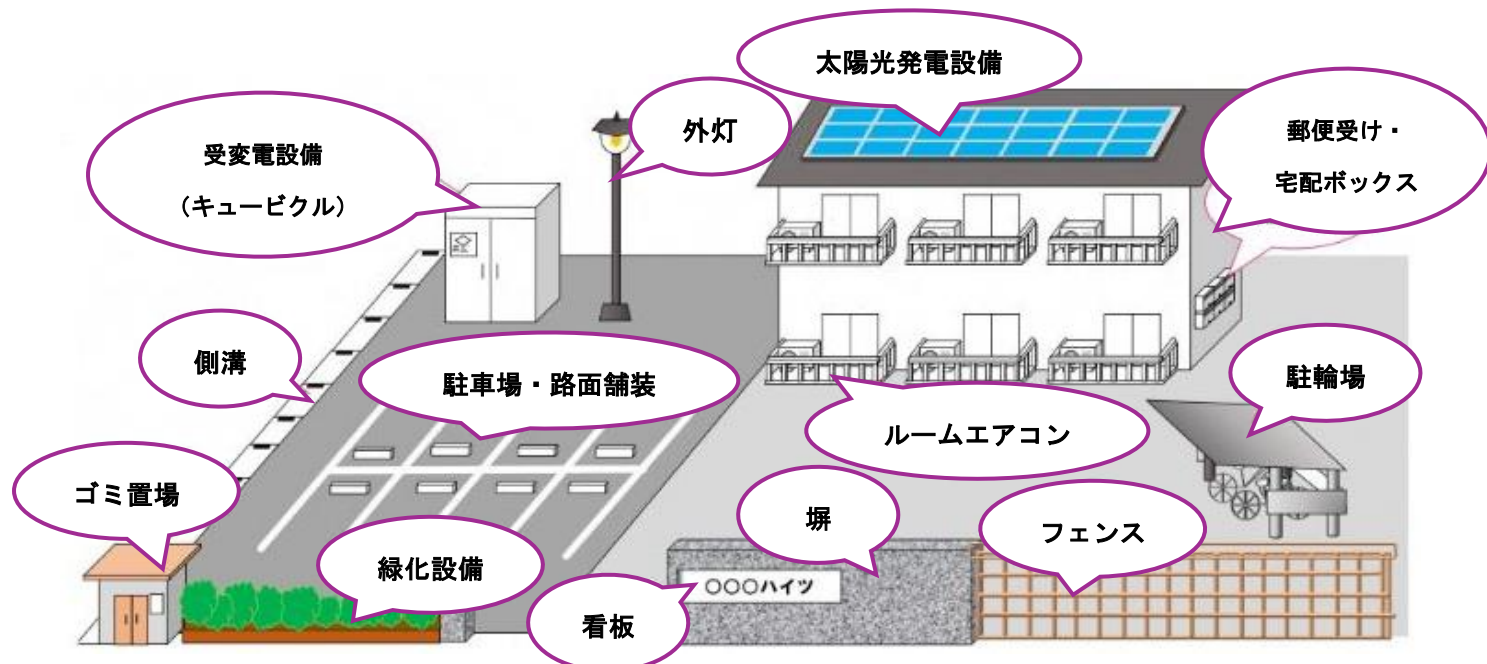 太陽光発電設備
外灯
郵便受け・
宅配ボックス
受変電設備
（キュービクル）
側溝
駐車場・路面舗装
駐輪場
ルームエアコン
ゴミ置場
塀
フェンス
緑化設備
○○○ハイツ
看板